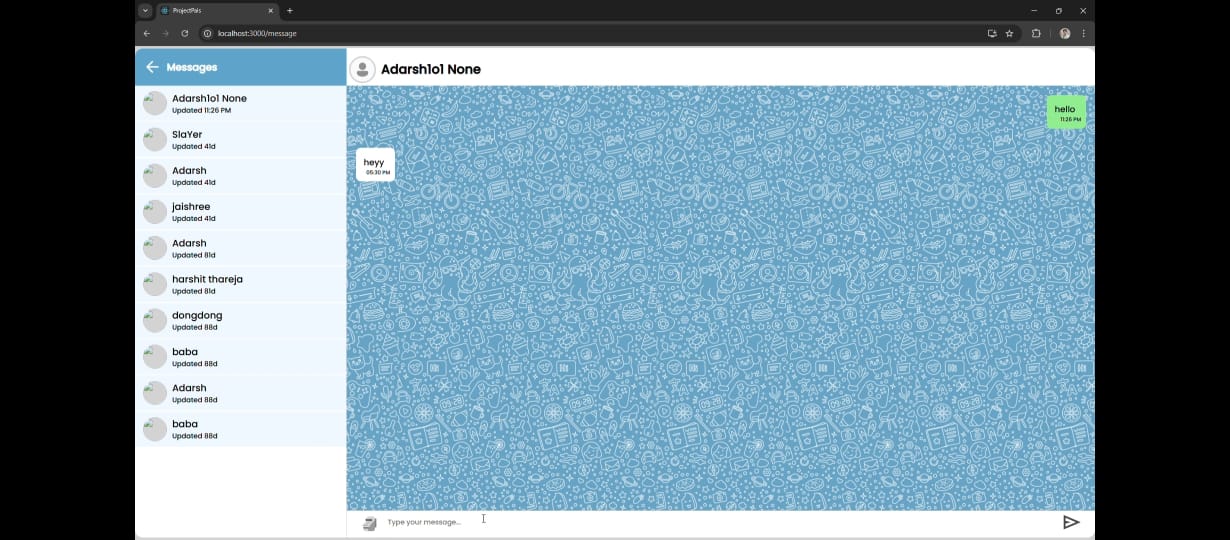 ProjectPals
localhost:3000/message
Messages
Adarsh1o1 None
Updated 11:26 PM
SlaYer
Updated 41d
Adarsh
Updated 41d
jaishree
Updated 41d
Adarsh
Updated 81d
harshit thareja
Updated 81d
dongdong
Updated 88d
baba
Updated 88d
Adarsh
Updated 88d
baba
Updated 88d
Adarsh1o1 None
hello
11:26 PM
heyy
05:30 PM
Type your message...